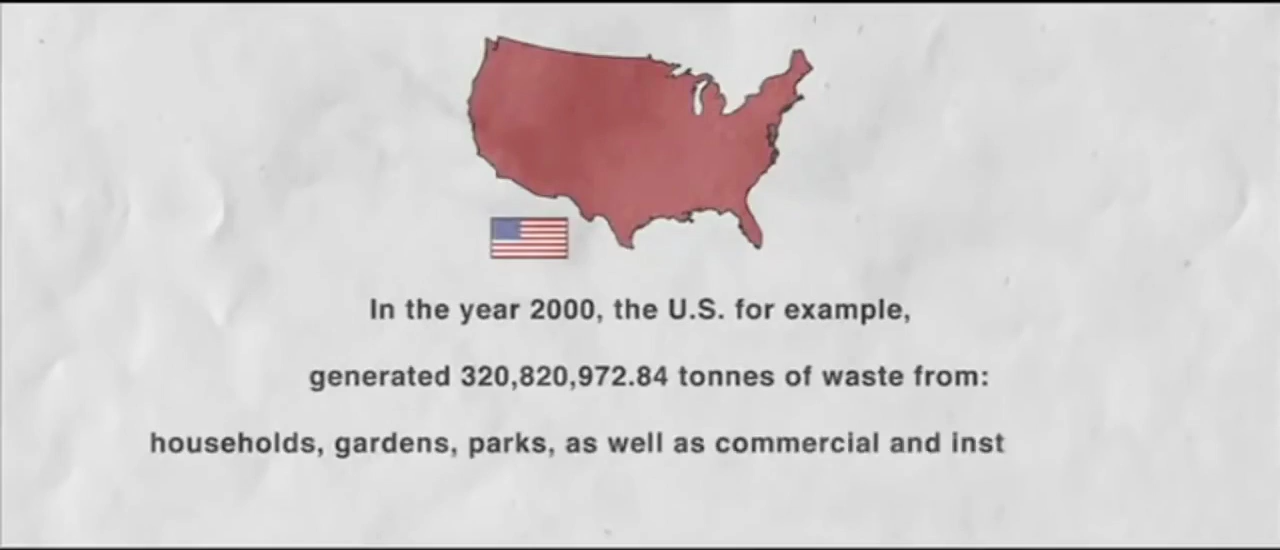 In the year 2000, the U.S. for example,
generated 320,820,972.84 tonnes of waste from:
households, gardens, parks, as well as commercial and inst